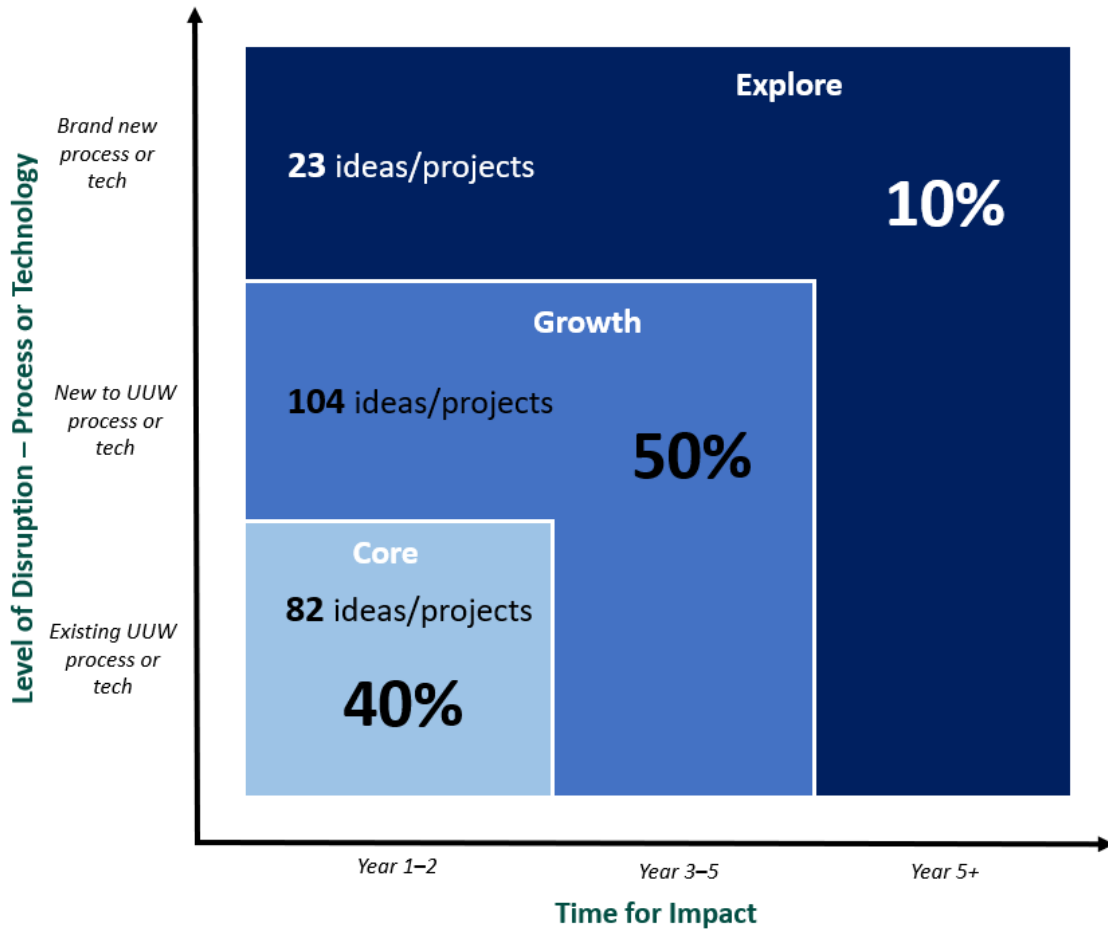 Level of Disruption – Process or Technology
Brand new
process or
tech
New to UUW
process or
tech
Existing UUW
process or
tech
Explore
23 ideas/projects
10%
Growth
104 ideas/projects
50%
Core
82 ideas/projects
40%
Year 1–2
Year 3–5
Year 5+
Time for Impact